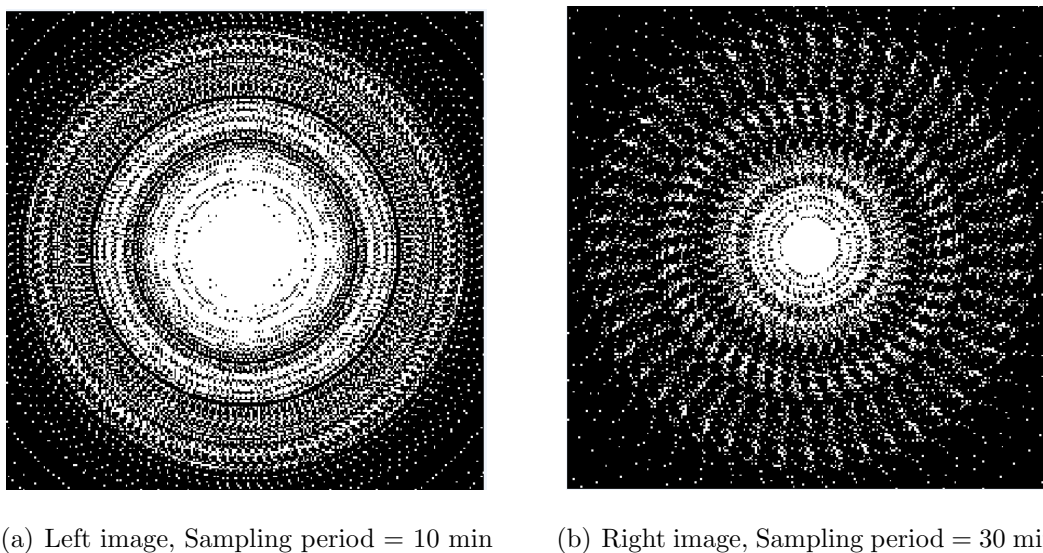 (a) Left image, Sampling period = 10 min
(b) Right image, Sampling period = 30 mi